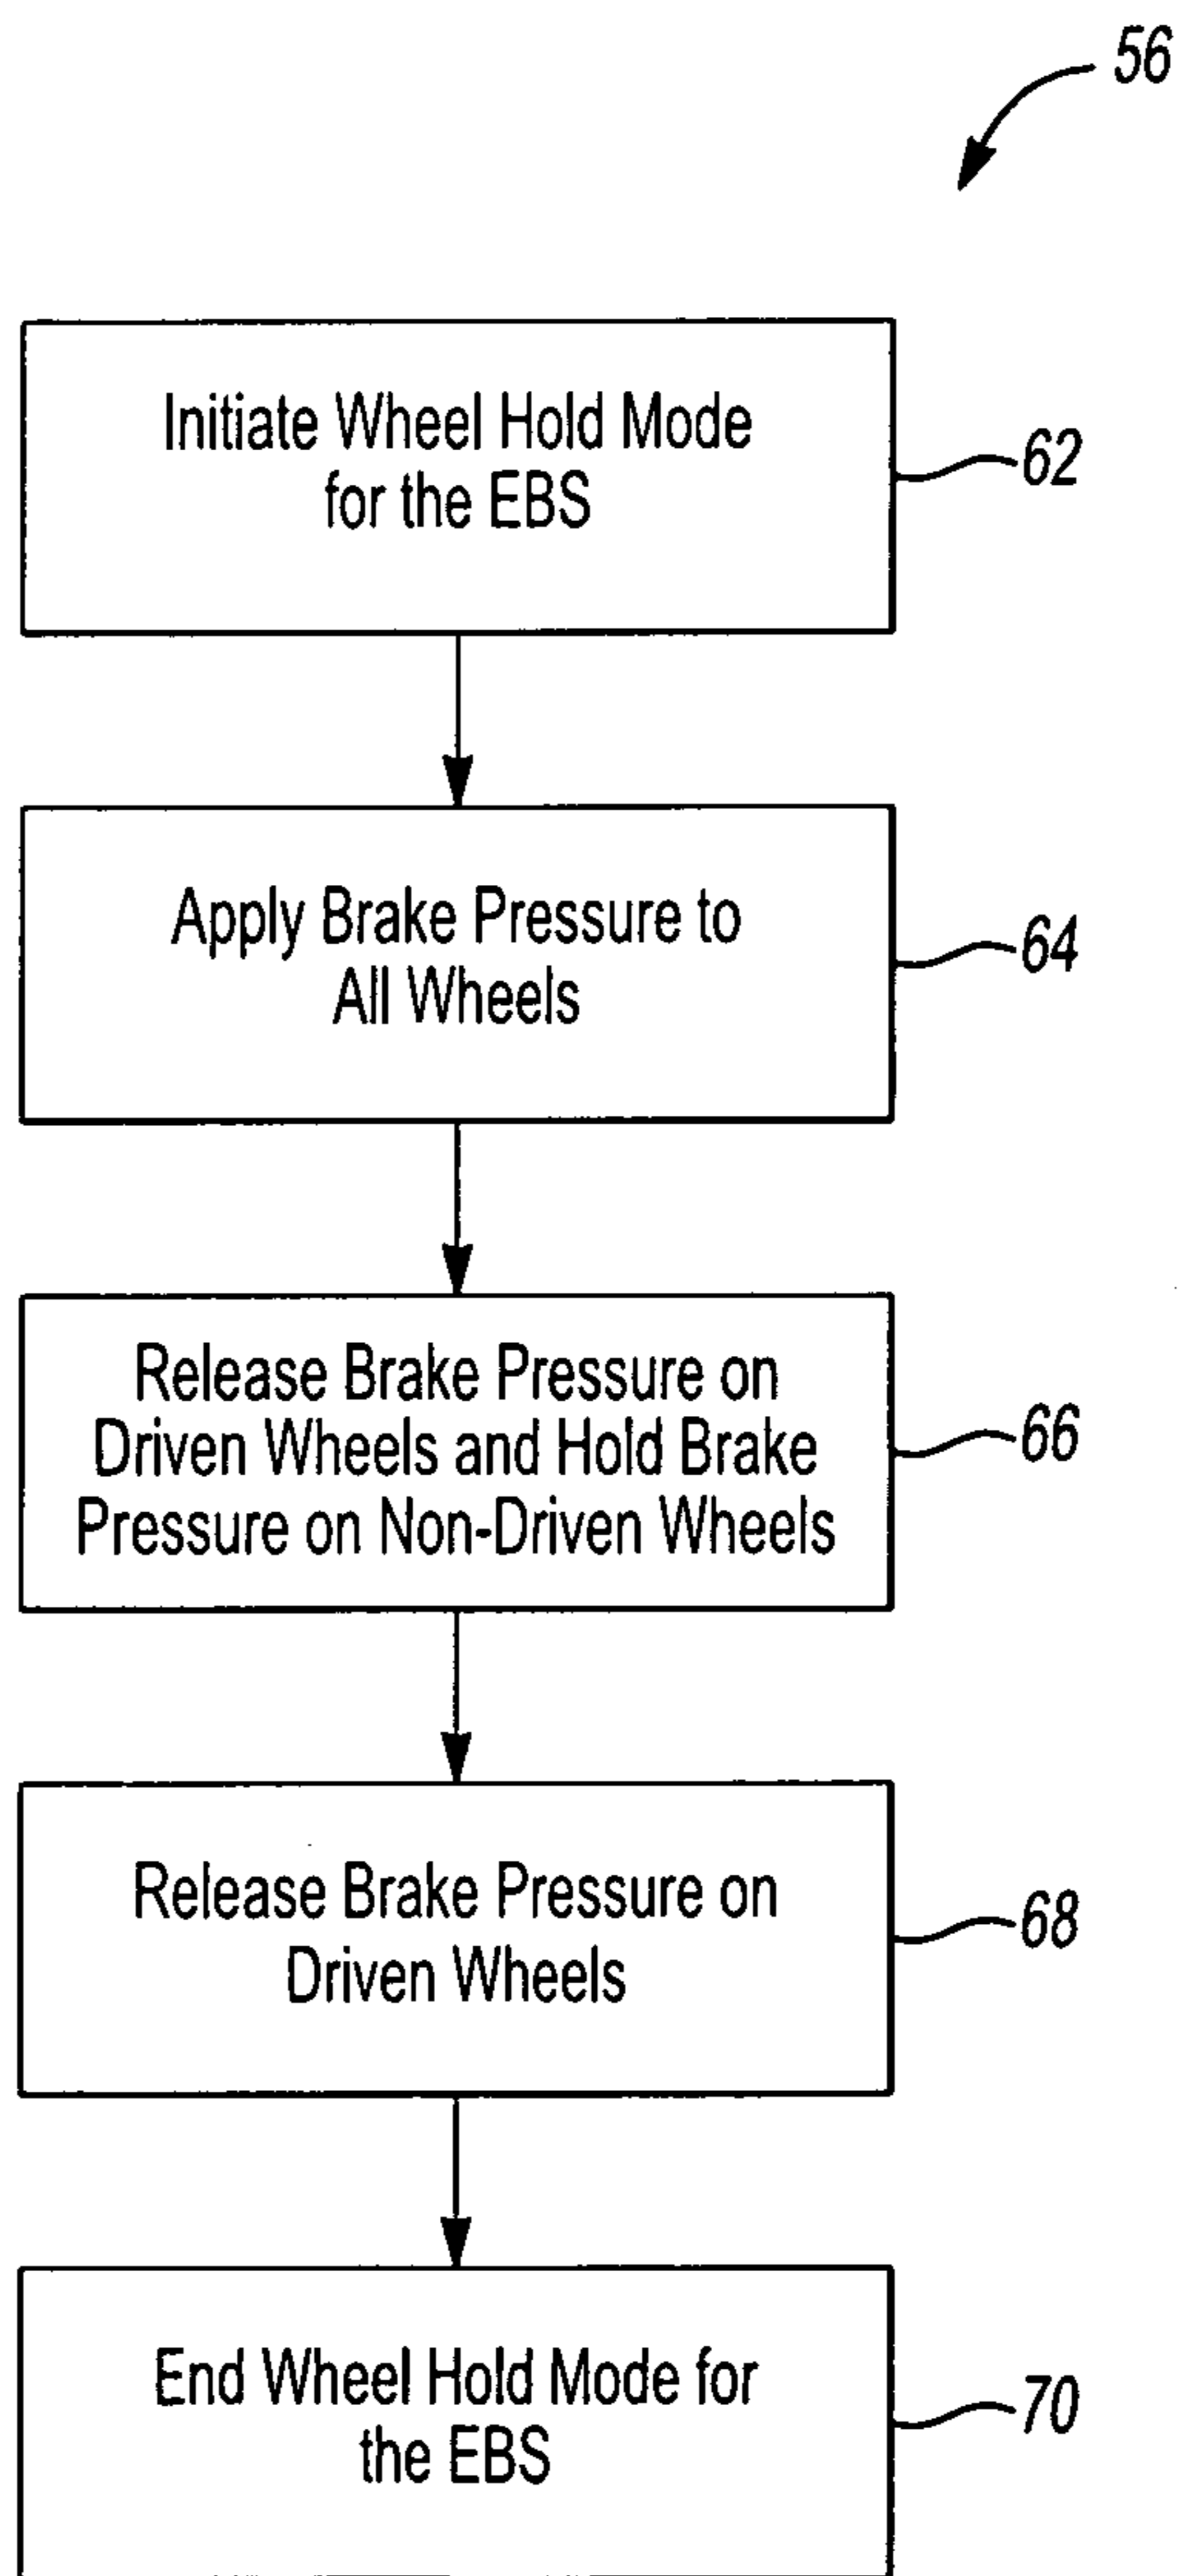 56
Initiate Wheel Hold Mode
for the EBS
62
Apply Brake Pressure to
All Wheels
64
Release Brake Pressure on
Driven Wheels and Hold Brake
Pressure on Non-Driven Wheels
66
Release Brake Pressure on
Driven Wheels
68
End Wheel Hold Mode for
the EBS
70